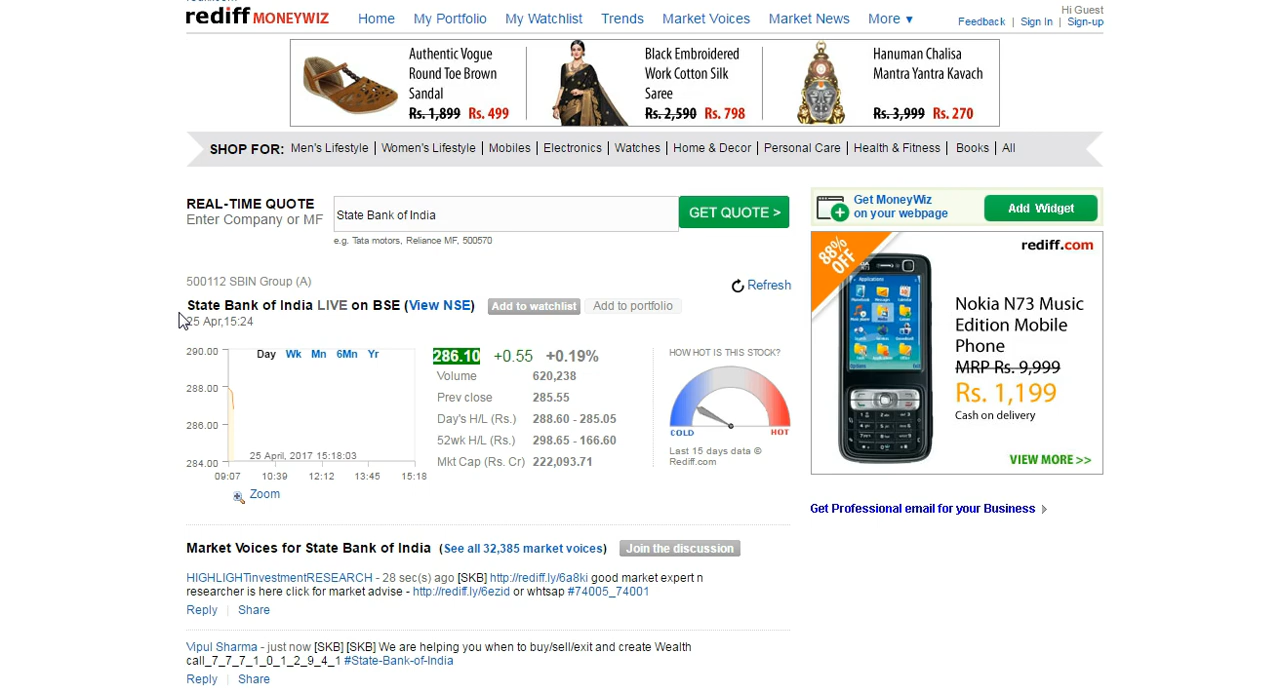 rediff MONEYWIZ
Home My Portfolio My Watchlist Trends Market Voices Market News More ▼
Hi Guest
Feedback | Sign In | Sign-up
Authentic Vogue
Round Toe Brown
Sandal
Rs. 1,899 Rs. 499
Black Embroidered
Work Cotton Silk
Saree
Rs. 2,590 Rs. 798
Hanuman Chalisa
Mantra Yantra Kavach
Rs. 3,999 Rs. 270
SHOP FOR: Men's Lifestyle | Women's Lifestyle | Mobiles | Electronics | Watches | Home & Decor | Personal Care | Health & Fitness | Books | All
REAL-TIME QUOTE
Enter Company or MF
State Bank of India
GET QUOTE >
e.g. Tata motors, Reliance MF, 500570
500112 SBIN Group (A)
Refresh
State Bank of India LIVE on BSE (View NSE) Add to watchlist Add to portfolio
25 Apr,15:24
Day Wk Mn 6Mn Yr
290.00
288.00
286.00
284.00
25 April, 2017 15:18:03
09:07 10:39 12:12 13:45 15:18
Zoom
286.10 +0.55 +0.19%
Volume 620,238
Prev close 285.55
Day's H/L (Rs.) 288.60 - 285.05
52wk H/L (Rs.) 298.65 - 166.60
Mkt Cap (Rs. Cr) 222,093.71
HOW HOT IS THIS STOCK?
COLD HOT
Last 15 days data ©
Rediff.com
Market Voices for State Bank of India (See all 32,385 market voices) Join the discussion
HIGHLIGHTinvestmentRESEARCH - 28 sec(s) ago [SKB] http://rediff.ly/6a8ki good market expert n
researcher is here click for market advise - http://rediff.ly/6ezid or whtsap #74005_74001
Reply | Share
Vipul Sharma - just now [SKB] [SKB] We are helping you when to buy/sell/exit and create Wealth
call_7_7_7_1_0_1_2_9_4_1 #State-Bank-of-India
Reply | Share
Get MoneyWiz
on your webpage
Add Widget
88%
OFF
rediff.com
Nokia N73 Music
Edition Mobile
Phone
MRP Rs. 9,999
Rs. 1,199
Cash on delivery
VIEW MORE >>
Get Professional email for your Business